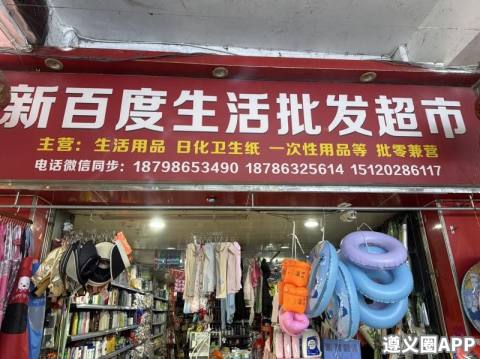 新百度生活批发超市
主营：生活用品 日化卫生纸 一次性用品等 批零兼营
电话微信同步：18798653490 18786325614 15120286117
遵义圈APP